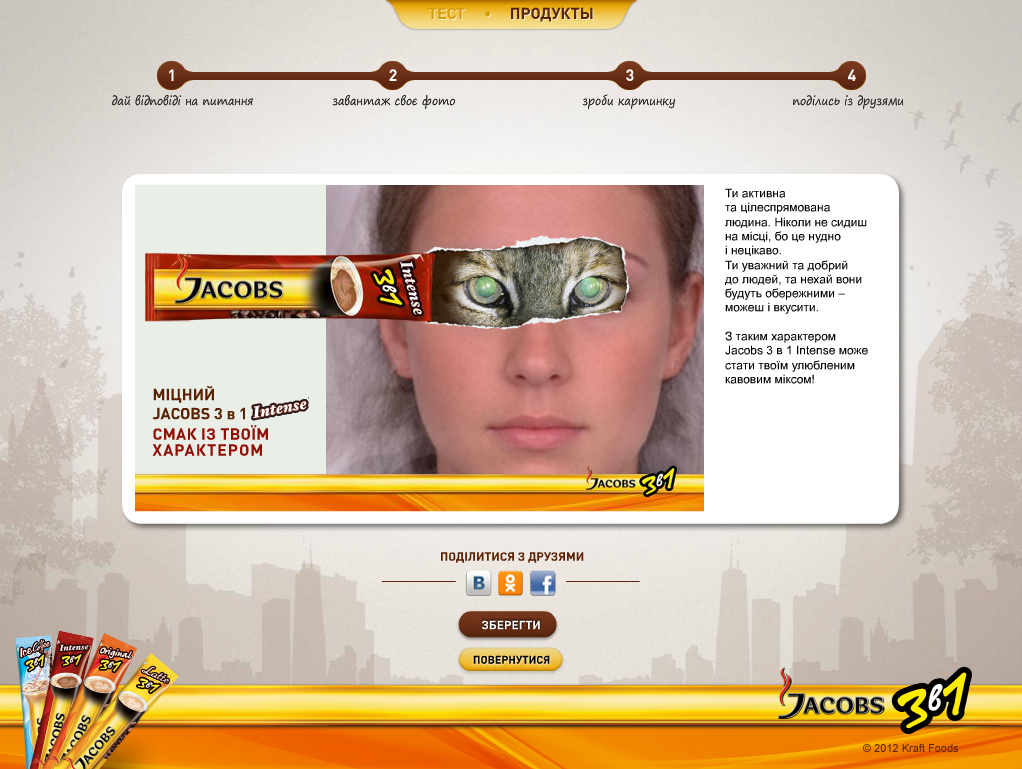 ТЕСТ • ПРОДУКТЫ
1 2 3 4
дай відповіді на питання
завантаж своє фото
зроби картинку
поділись із друзями
JACOBS 3в1 Intense
МІЦНИЙ
JACOBS 3 в 1 Intense
СМАК ІЗ ТВОЇМ
ХАРАКТЕРОМ
JACOBS 3в1
Ти активна
та цілеспрямована
людина. Ніколи не сидиш
на місці, бо це нудно
і нецікаво.
Ти уважний та добрий
до людей, та нехай вони
будуть обережними –
можеш і вкусити.
З таким характером
Jacobs 3 в 1 Intense може
стати твоїм улюбленим
кавовим міксом!
ПОДІЛИТИСЯ З ДРУЗЯМИ
В f
ЗБЕРЕГТИ
ПОВЕРНУТИСЯ
Ice Coffee 3в1
Intense 3в1
Original 3в1
Latte 3в1
JACOBS
JACOBS
JACOBS
JACOBS 3в1
© 2012 Kraft Foods